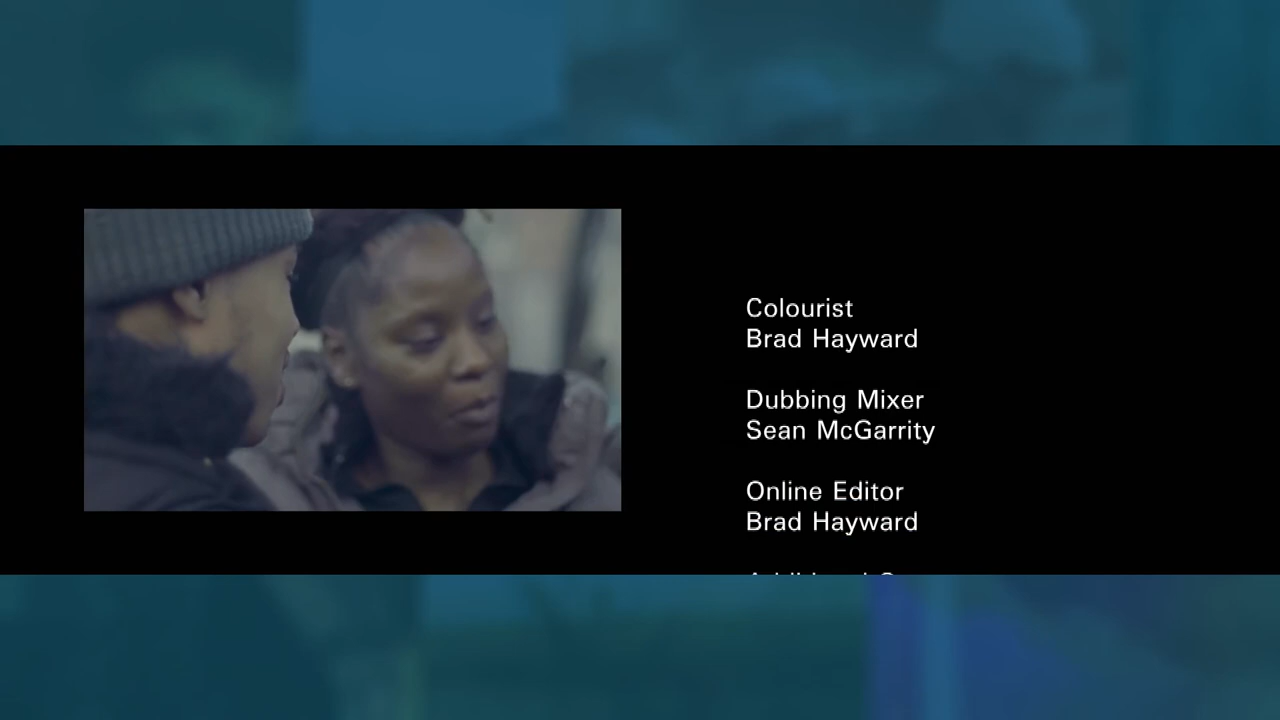 Colourist
Brad Hayward
Dubbing Mixer
Sean McGarrity
Online Editor
Brad Hayward